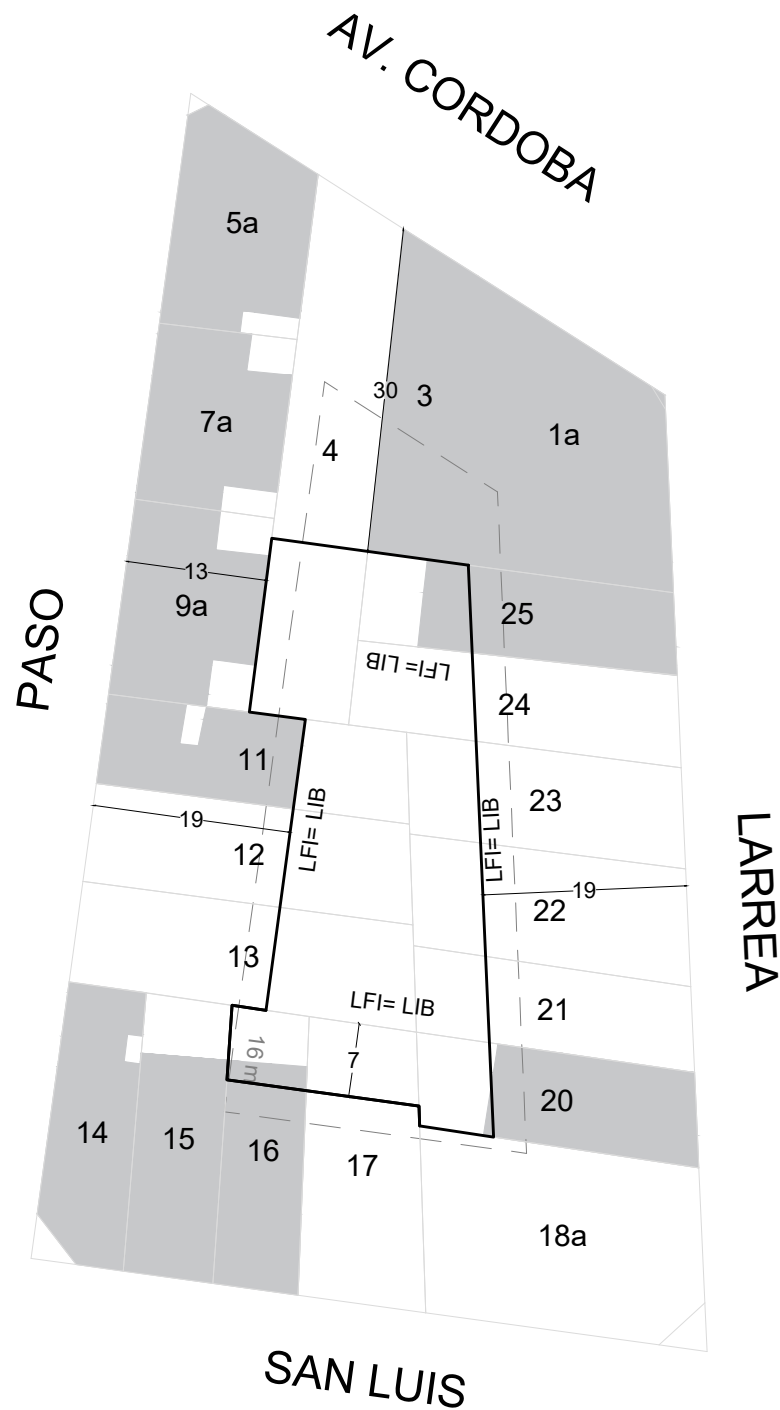 AV. CORDOBA
5a
7a
30
3
1a
4
13
9a
25
PASO
LFI= LIB
24
11
23
LFI= LIB
LFI= LIB
19
12
LARREA
19
22
13
LFI= LIB
21
16 m
7
20
14
15
16
17
18a
SAN LUIS